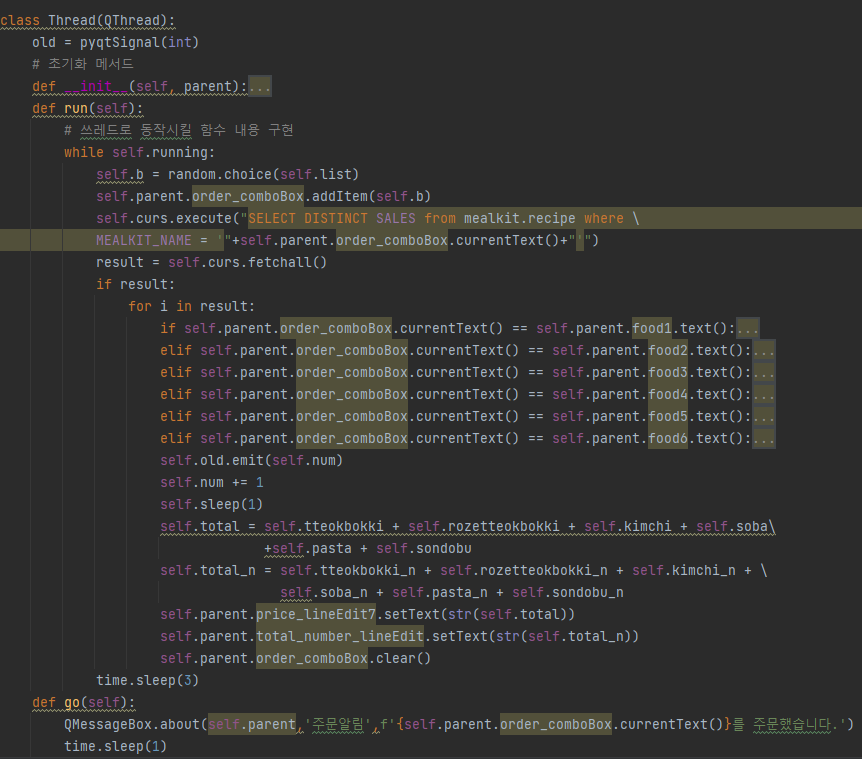 class Thread(QThread):
    old = pyqtSignal(int)
    # 초기화 메서드
    def __init__(self, parent):...
    def run(self):
        # 쓰레드로 동작시킬 함수 내용 구현
        while self.running:
            self.b = random.choice(self.list)
            self.parent.order_comboBox.addItem(self.b)
            self.curs.execute("SELECT DISTINCT SALES from mealkit.recipe where \
            MEALKIT_NAME = '"+self.parent.order_comboBox.currentText()+"'")
            result = self.curs.fetchall()
            if result:
                for i in result:
                    if self.parent.order_comboBox.currentText() == self.parent.food1.text():...
                    elif self.parent.order_comboBox.currentText() == self.parent.food2.text():...
                    elif self.parent.order_comboBox.currentText() == self.parent.food3.text():...
                    elif self.parent.order_comboBox.currentText() == self.parent.food4.text():...
                    elif self.parent.order_comboBox.currentText() == self.parent.food5.text():...
                    elif self.parent.order_comboBox.currentText() == self.parent.food6.text():...
                    self.old.emit(self.num)
                    self.num += 1
                    self.sleep(1)
                    self.total = self.tteokbokki + self.rozetteokbokki + self.kimchi + self.soba\
                                 +self.pasta + self.sondobu
                    self.total_n = self.tteokbokki_n + self.rozetteokbokki_n + self.kimchi_n + \
                                   self.soba_n + self.pasta_n + self.sondobu_n
                    self.parent.price_lineEdit7.setText(str(self.total))
                    self.parent.total_number_lineEdit.setText(str(self.total_n))
                    self.parent.order_comboBox.clear()
            time.sleep(3)
    def go(self):
        QMessageBox.about(self.parent,'주문알림',f'{self.parent.order_comboBox.currentText()}를 주문했습니다.')
        time.sleep(1)